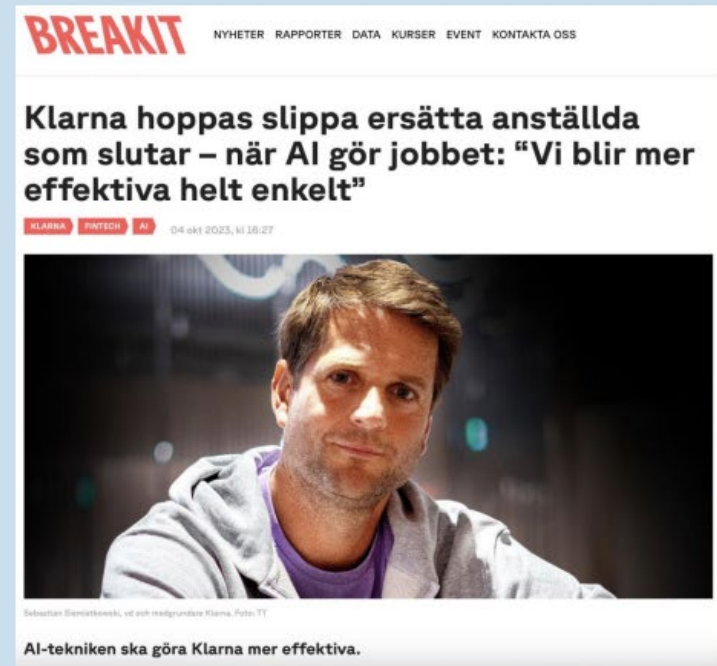 BREAKIT
NYHETER RAPPORTER DATA KURSER EVENT KONTAKTA OSS
Klarna hoppas slippa ersätta anställda
som slutar – när AI gör jobbet: “Vi blir mer
effektiva helt enkelt”
KLARNA FINTECH AI 04 okt 2023, kl 16:27
Sebastian Siemiatkowski, vd och medgrundare Klarna. Foto: TT
AI-tekniken ska göra Klarna mer effektiva.